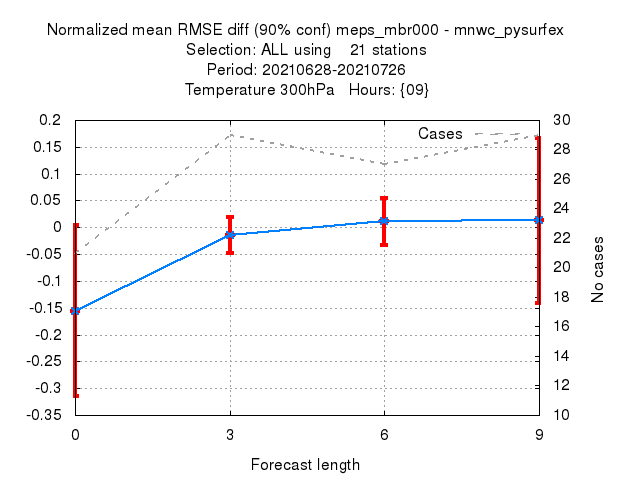 Normalized mean RMSE diff (90% conf) meps_mbr000 - mnwc_pysurfex
Selection: ALL using 21 stations
Period: 20210628-20210726
Temperature 300hPa Hours: {09}
Cases
0.2
0.15
0.1
0.05
0
-0.05
-0.1
-0.15
-0.2
-0.25
-0.3
-0.35
30
28
26
24
22
20
18
16
14
12
10
No cases
0 3 6 9
Forecast length